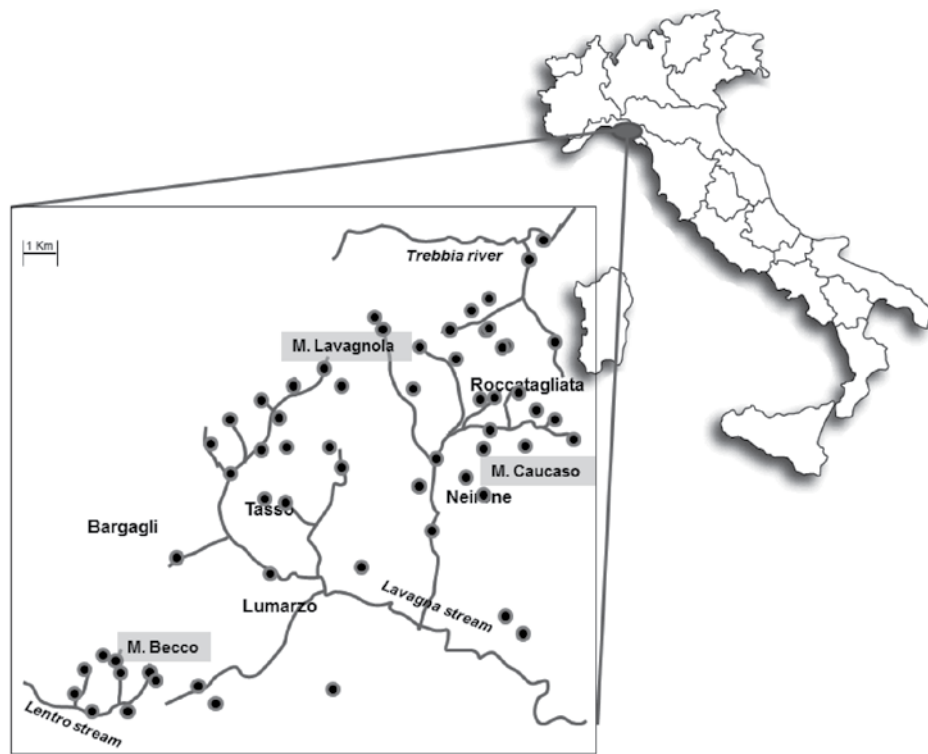 1 Km
Trebbia river
M. Lavagnola
Roccatagliata
M. Caucaso
Neirone
Tasso
Bargagli
Lumarzo
Lavagna stream
M. Becco
Lentro stream